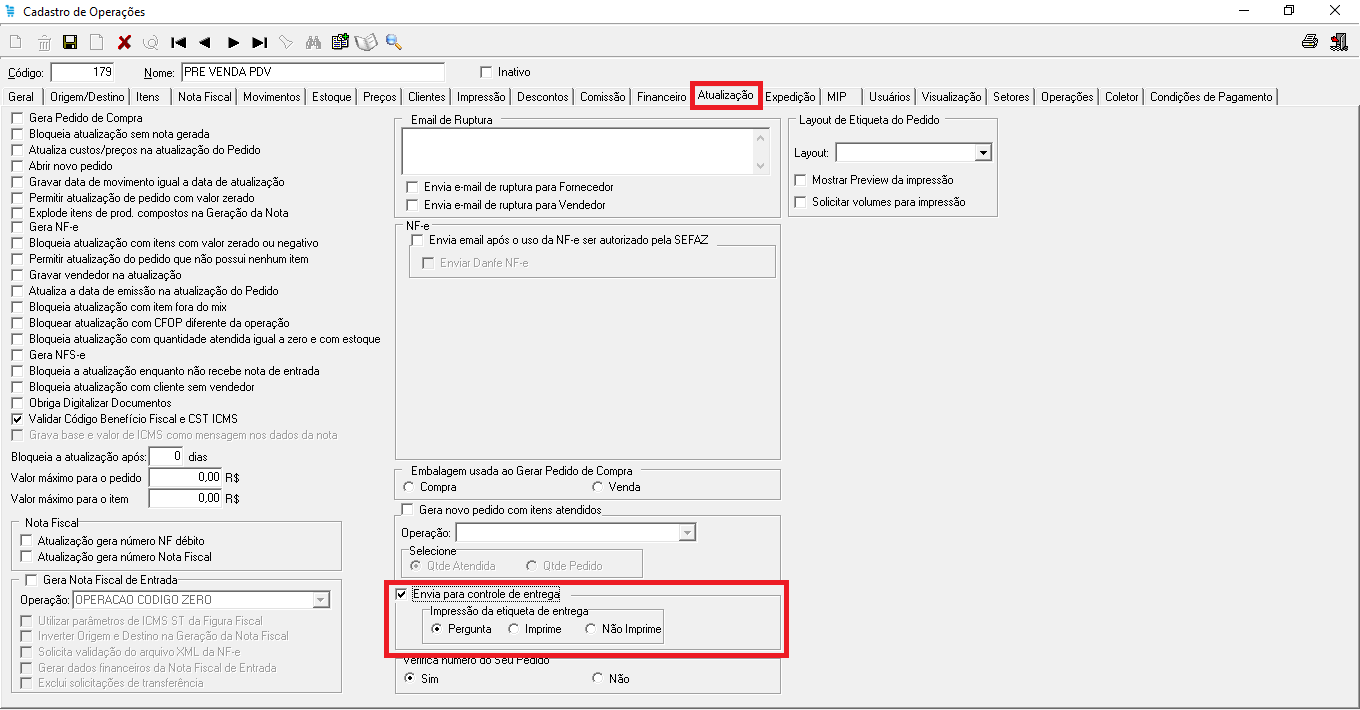 Cadastro de Operações
Código: 179 Nome: PRE VENDA PDV Inativo
Geral Origem/Destino Itens Nota Fiscal Movimentos Estoque Preços Clientes Impressão Descontos Comissão Financeiro Atualização Expedição MIP Usuários Visualização Setores Operações Coletor Condições de Pagamento
Gera Pedido de Compra
Bloqueia atualização sem nota gerada
Atualiza custos/preços na atualização do Pedido
Abrir novo pedido
Gravar data de movimento igual a data de atualização
Permitir atualização de pedido com valor zerado
Explode itens de prod. compostos na Geração da Nota
Gera NF-e
Bloqueia atualização com itens com valor zerado ou negativo
Permitir atualização do pedido que não possui nenhum item
Gravar vendedor na atualização
Atualiza a data de emissão na atualização do Pedido
Bloqueia atualização com item fora do mix
Bloquear atualização com CFOP diferente da operação
Bloqueia atualização com quantidade atendida igual a zero e com estoque
Gera NFS-e
Bloqueia a atualização enquanto não recebe nota de entrada
Bloqueia atualização com cliente sem vendedor
Obriga Digitalizar Documentos
Validar Código Benefício Fiscal e CST ICMS
Grava base e valor de ICMS como mensagem nos dados da nota
Bloqueia a atualização após: 0 dias
Valor máximo para o pedido 0,00 R$
Valor máximo para o item 0,00 R$
Nota Fiscal
Atualização gera número NF débito
Atualização gera número Nota Fiscal
Gera Nota Fiscal de Entrada
Operação: OPERACAO CODIGO ZERO
Utilizar parâmetros de ICMS ST da Figura Fiscal
Inverter Origem e Destino na Geração da Nota Fiscal
Solicita validação do arquivo XML da NF-e
Gerar dados financeiros da Nota Fiscal de Entrada
Exclui solicitações de transferência
Email de Ruptura
Envia e-mail de ruptura para Fornecedor
Envia e-mail de ruptura para Vendedor
NF-e
Envia email após o uso da NF-e ser autorizado pela SEFAZ
Enviar Danfe NF-e
Embalagem usada ao Gerar Pedido de Compra
Compra Venda
Gera novo pedido com itens atendidos
Operação:
Selecione
Qtde Atendida Qtde Pedido
Envia para controle de entrega
Impressão da etiqueta de entrega
Pergunta Imprime Não Imprime
Verifica número do Seu Pedido
Sim Não
Layout de Etiqueta do Pedido
Layout:
Mostrar Preview da impressão
Solicitar volumes para impressão